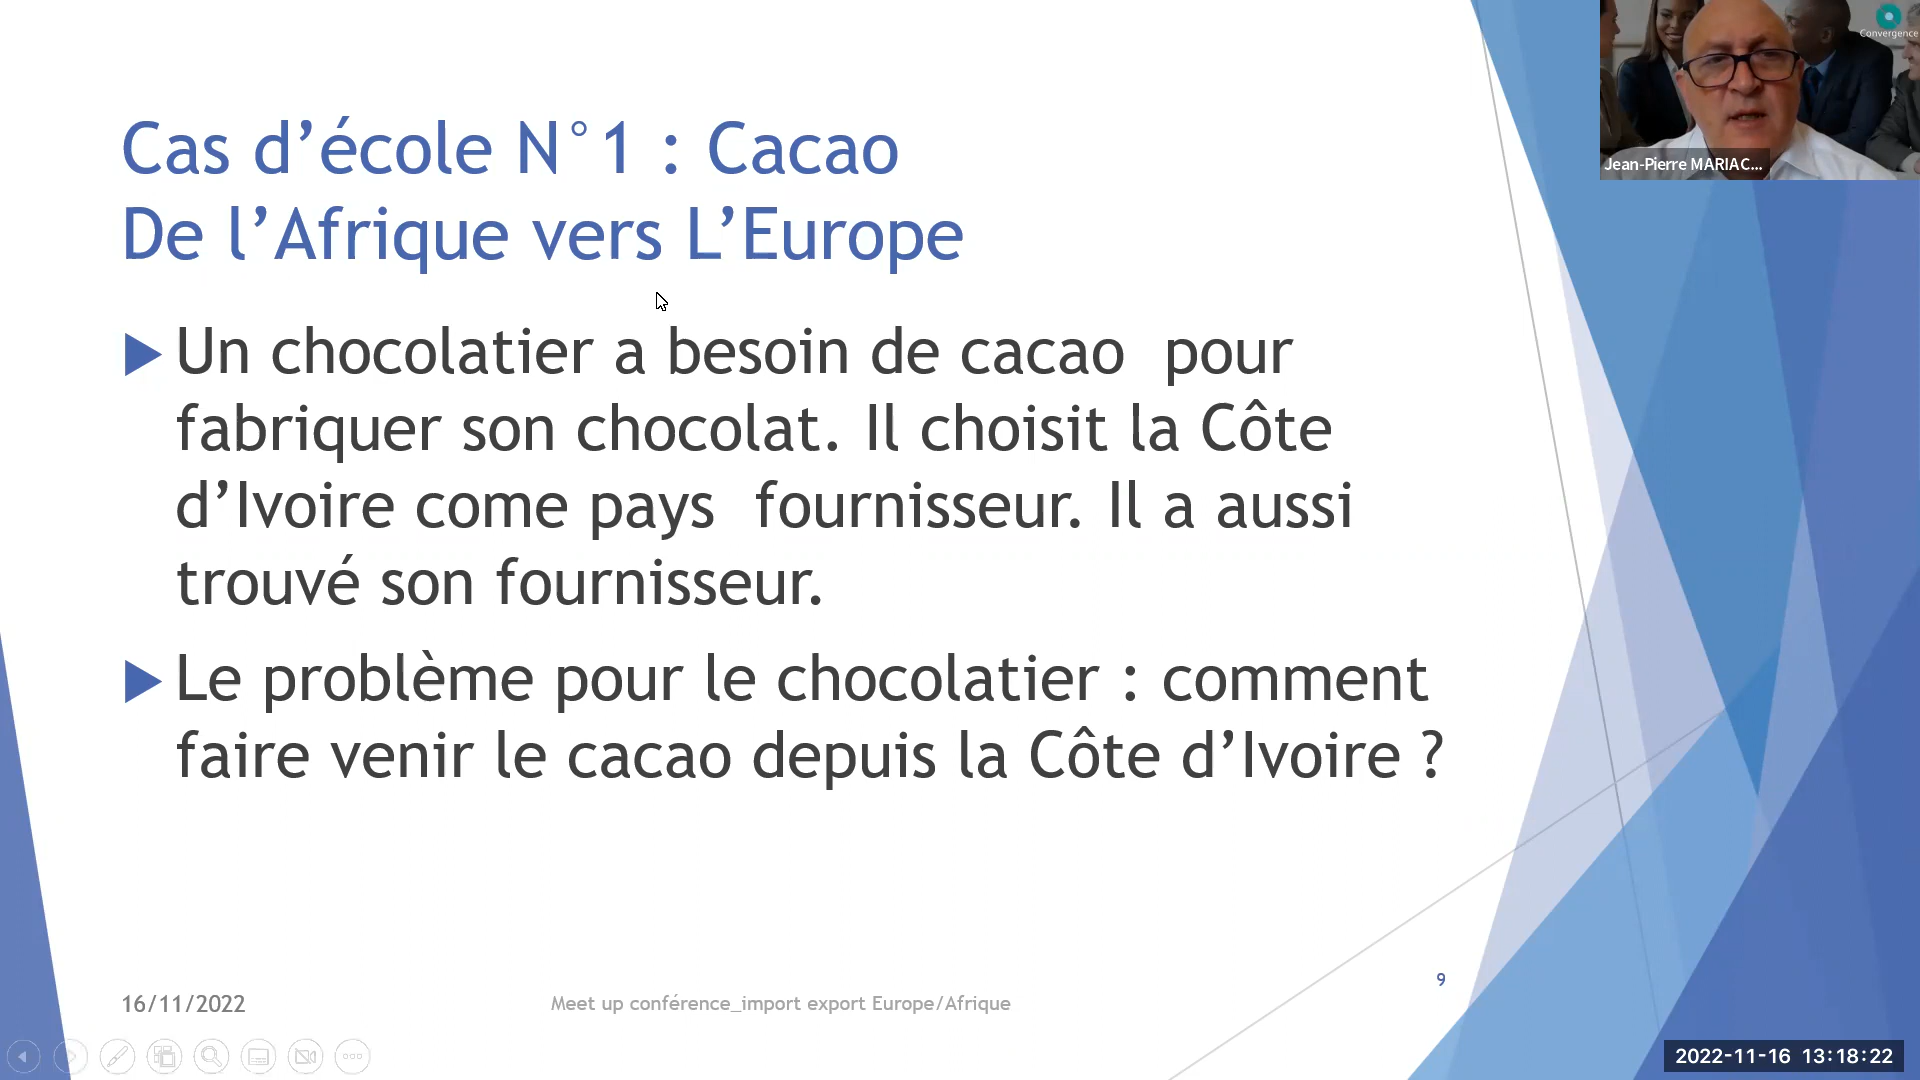 Convergence
Jean-Pierre MARIAC...
Cas d’école N°1 : Cacao
De l’Afrique vers L’Europe
Un chocolatier a besoin de cacao  pour
fabriquer son chocolat. Il choisit la Côte
d’Ivoire come pays  fournisseur. Il a aussi
trouvé son fournisseur.
Le problème pour le chocolatier : comment
faire venir le cacao depuis la Côte d’Ivoire ?
9
16/11/2022
Meet up conférence_import export Europe/Afrique
2022-11-16 13:18:22